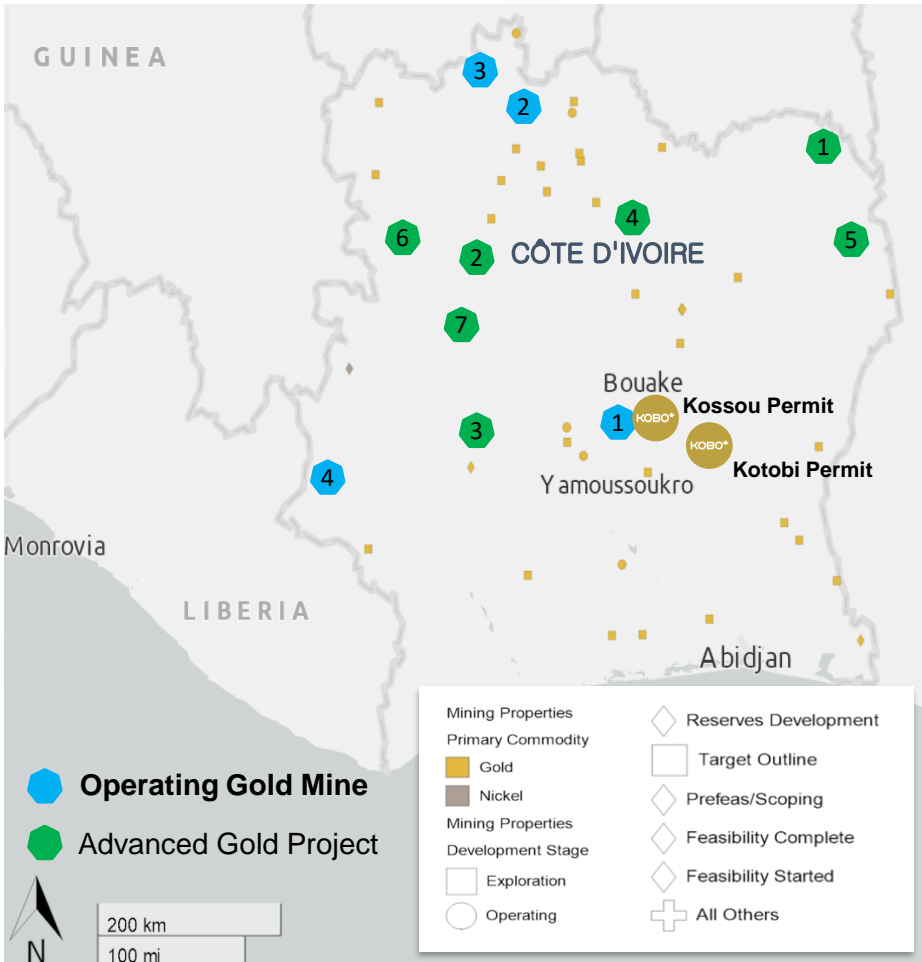 GUINEA
3
2
1
4
6
5
2
CÔTE D'IVOIRE
7
Bouake
KOBO
Kossou Permit
1
3
KOBO
Kotobi Permit
4
Yamoussoukro
Monrovia
LIBERIA
Abidjan
Mining Properties
Primary Commodity
Gold
Nickel
Mining Properties
Development Stage
Exploration
Operating
Reserves Development
Target Outline
Prefeas/Scoping
Feasibility Complete
Feasibility Started
All Others
Operating Gold Mine
Advanced Gold Project
N
200 km
100 mi